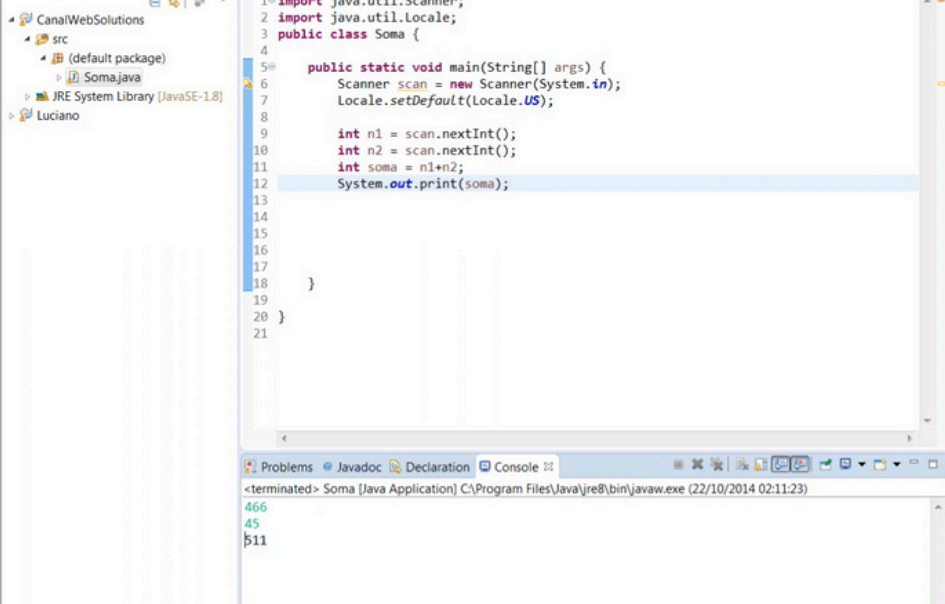 CanalWebSolutions
src
(default package)
Soma.java
JRE System Library [JavaSE-1.8]
Luciano
1 import java.util.Scanner;
2 import java.util.Locale;
3 public class Soma {
4
5 public static void main(String[] args) {
6 Scanner scan = new Scanner(System.in);
7 Locale.setDefault(Locale.US);
8
9 int n1 = scan.nextInt();
10 int n2 = scan.nextInt();
11 int soma = n1+n2;
12 System.out.print(soma);
13
14
15
16
17
18 }
19
20 }
21
Problems @ Javadoc Declaration Console
<terminated> Soma [Java Application] C:\Program Files\Java\jre8\bin\javaw.exe (22/10/2014 02:11:23)
466
45
511